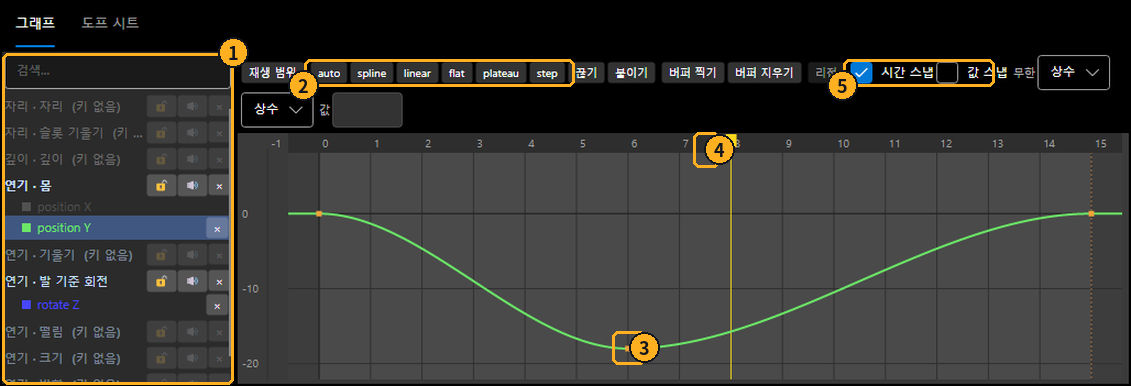 그래프 도프 시트
1
검색...
자리 · 자리 (키 없음)
자리 · 슬롯 기울기 (키 ...
깊이 · 깊이 (키 없음)
연기 · 몸
position X
position Y
연기 · 기울기 (키 없음)
연기 · 발 기준 회전
rotate Z
연기 · 떨림 (키 없음)
연기 · 크기 (키 없음)
재생 범위 auto spline linear flat plateau step 끊기 붙이기 버퍼 찍기 버퍼 지우기 시간 스냅 값 스냅 무한 상수
2
5
상수 값
-1 0 1 2 3 4 5 6 7 8 9 10 11 12 13 14 15
4
0
-10
-20
3